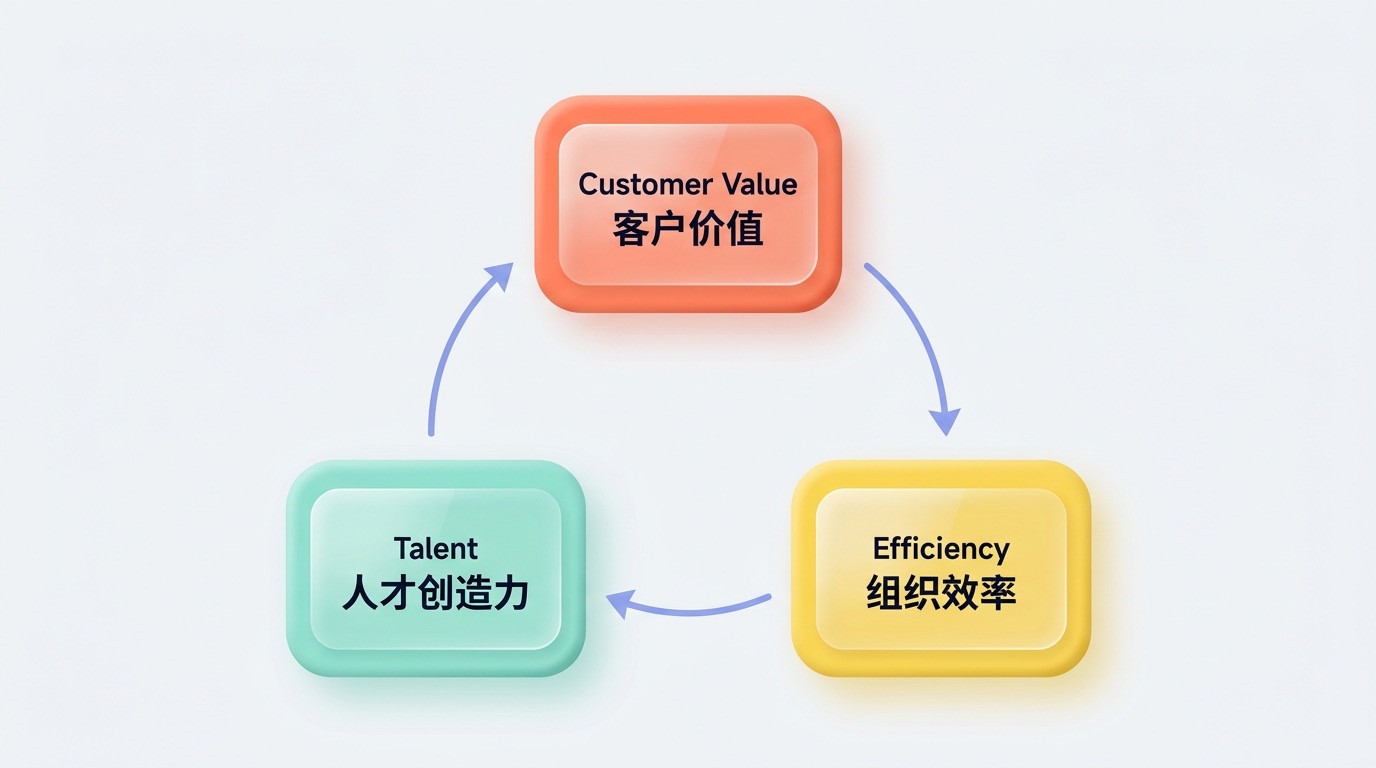 Customer Value
客户价值
Talent
人才创造力
Efficiency
组织效率